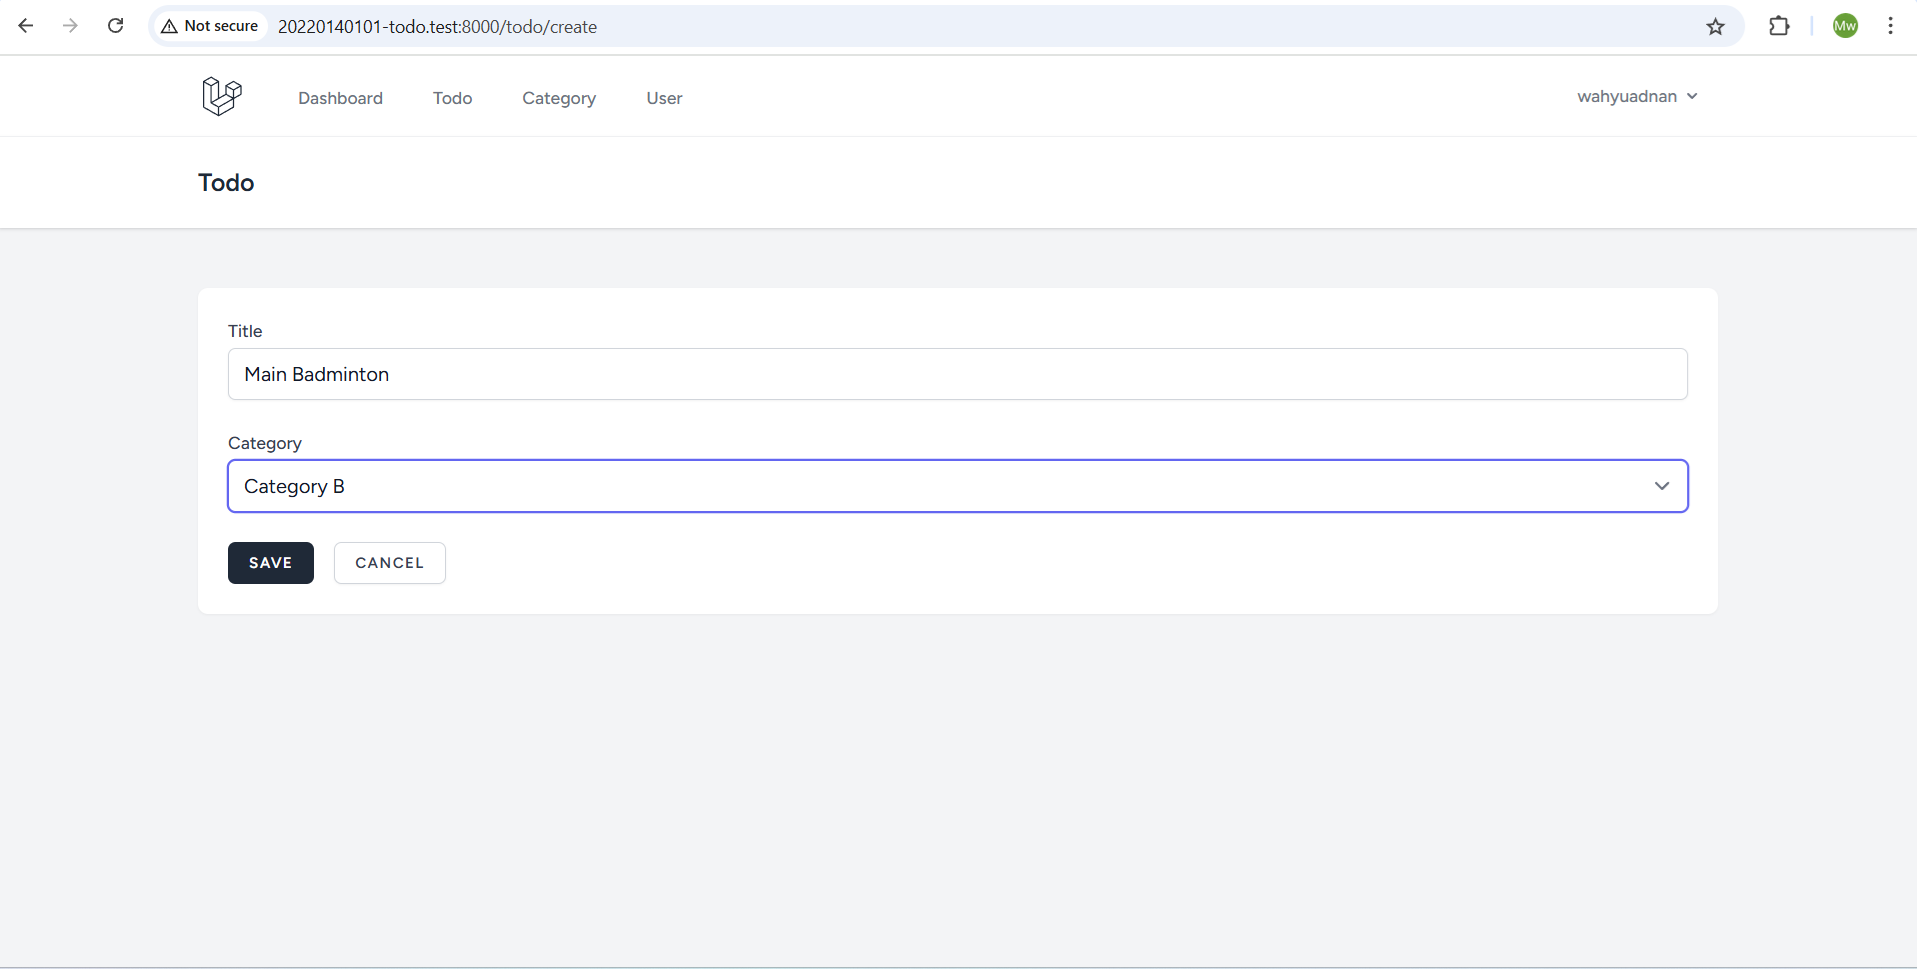 Not secure 20220140101-todo.test:8000/todo/create Mw
Dashboard Todo Category User wahyuadnan
Todo
Title
Main Badminton
Category
Category B
SAVE CANCEL